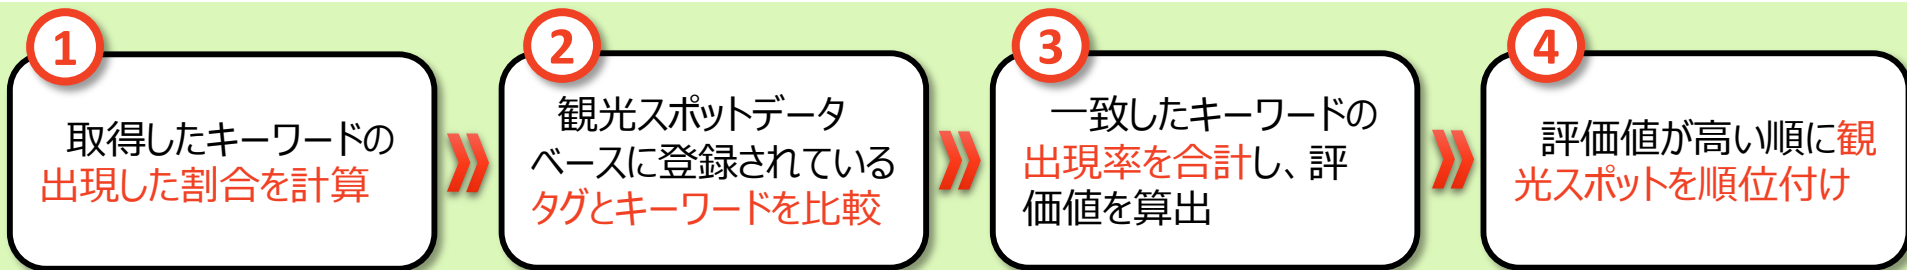 1
取得したキーワードの
出現した割合を計算
2
観光スポットデータ
ベースに登録されている
タグとキーワードを比較
3
一致したキーワードの
出現率を合計し、評
価値を算出
4
評価値が高い順に観
光スポットを順位付け